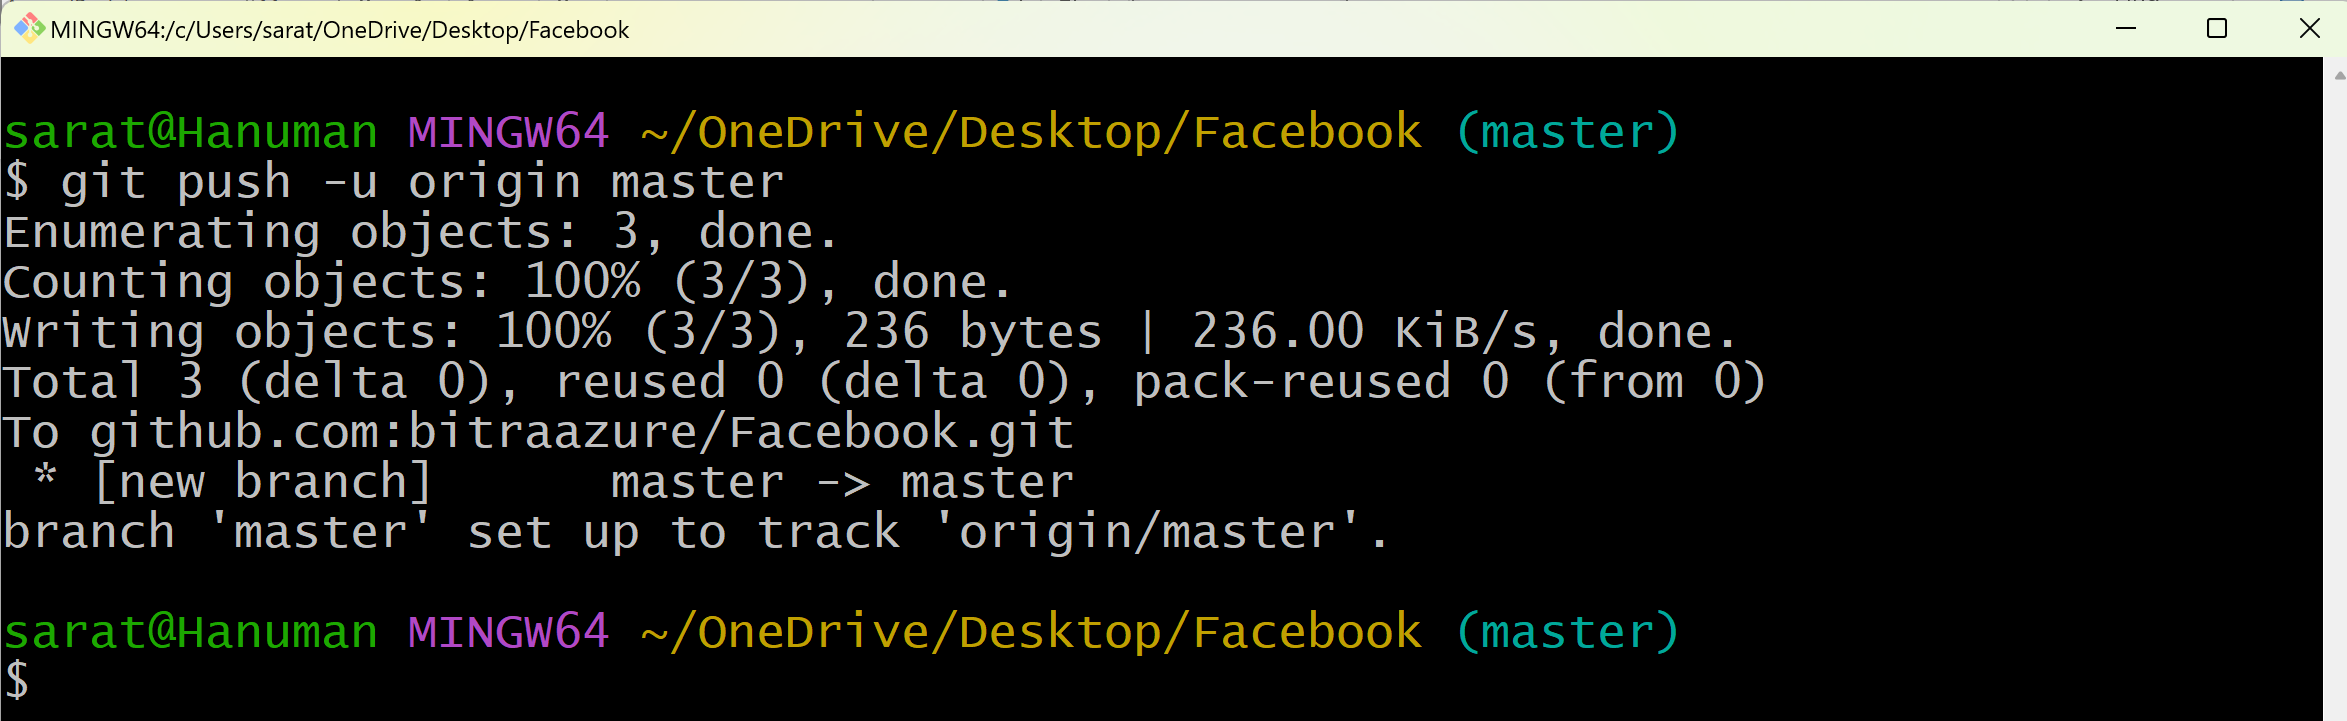 MINGW64:/c/Users/sarat/OneDrive/Desktop/Facebook
sarat@Hanuman MINGW64 ~/OneDrive/Desktop/Facebook (master)
$ git push -u origin master
Enumerating objects: 3, done.
Counting objects: 100% (3/3), done.
Writing objects: 100% (3/3), 236 bytes | 236.00 KiB/s, done.
Total 3 (delta 0), reused 0 (delta 0), pack-reused 0 (from 0)
To github.com:bitraazure/Facebook.git
 * [new branch]      master -> master
branch 'master' set up to track 'origin/master'.
sarat@Hanuman MINGW64 ~/OneDrive/Desktop/Facebook (master)
$